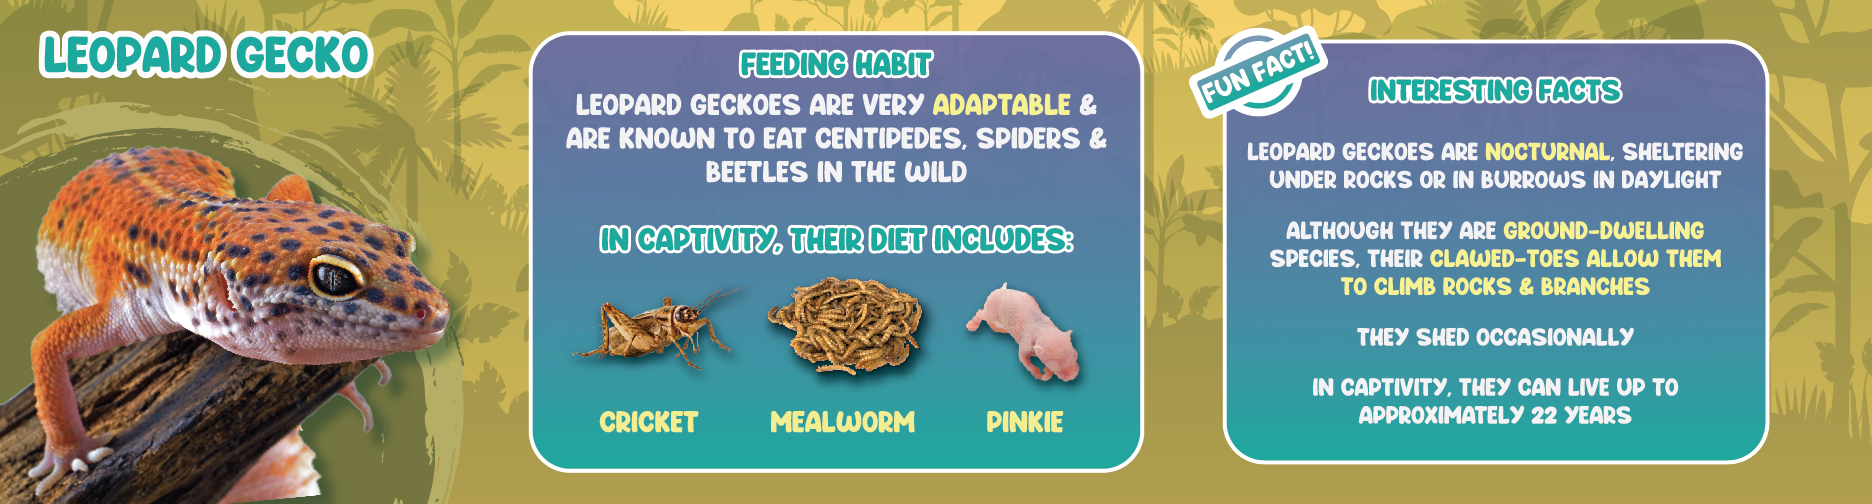 LEOPARD GECKO
FEEDING HABIT
LEOPARD GECKOES ARE VERY ADAPTABLE &
ARE KNOWN TO EAT CENTIPEDES, SPIDERS &
BEETLES IN THE WILD
IN CAPTIVITY, THEIR DIET INCLUDES:
CRICKET
MEALWORM
PINKIE
FUN FACT!
INTERESTING FACTS
LEOPARD GECKOES ARE NOCTURNAL, SHELTERING
UNDER ROCKS OR IN BURROWS IN DAYLIGHT
ALTHOUGH THEY ARE GROUND-DWELLING
SPECIES, THEIR CLAWED-TOES ALLOW THEM
TO CLIMB ROCKS & BRANCHES
THEY SHED OCCASIONALLY
IN CAPTIVITY, THEY CAN LIVE UP TO
APPROXIMATELY 22 YEARS